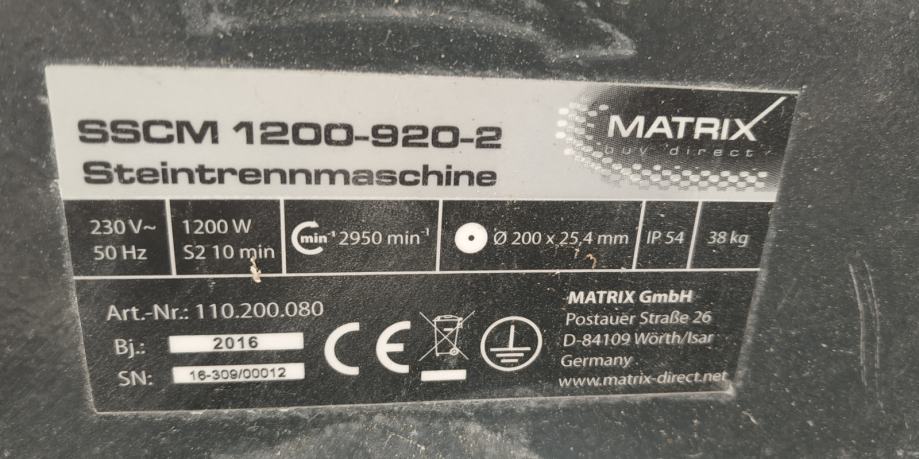 SSCM 1200-920-2
Steintrennmaschine
MATRIX
buy direct
230 V~
50 Hz
1200 W
S2 10 min
min⁻¹ 2950 min⁻¹
Ø 200 x 25,4 mm
IP 54
38 kg
Art.-Nr.: 110.200.080
Bj.: 2016
SN: 16-309/00012
CE
MATRIX GmbH
Postauer Straße 26
D-84109 Wörth/Isar
Germany
www.matrix-direct.net